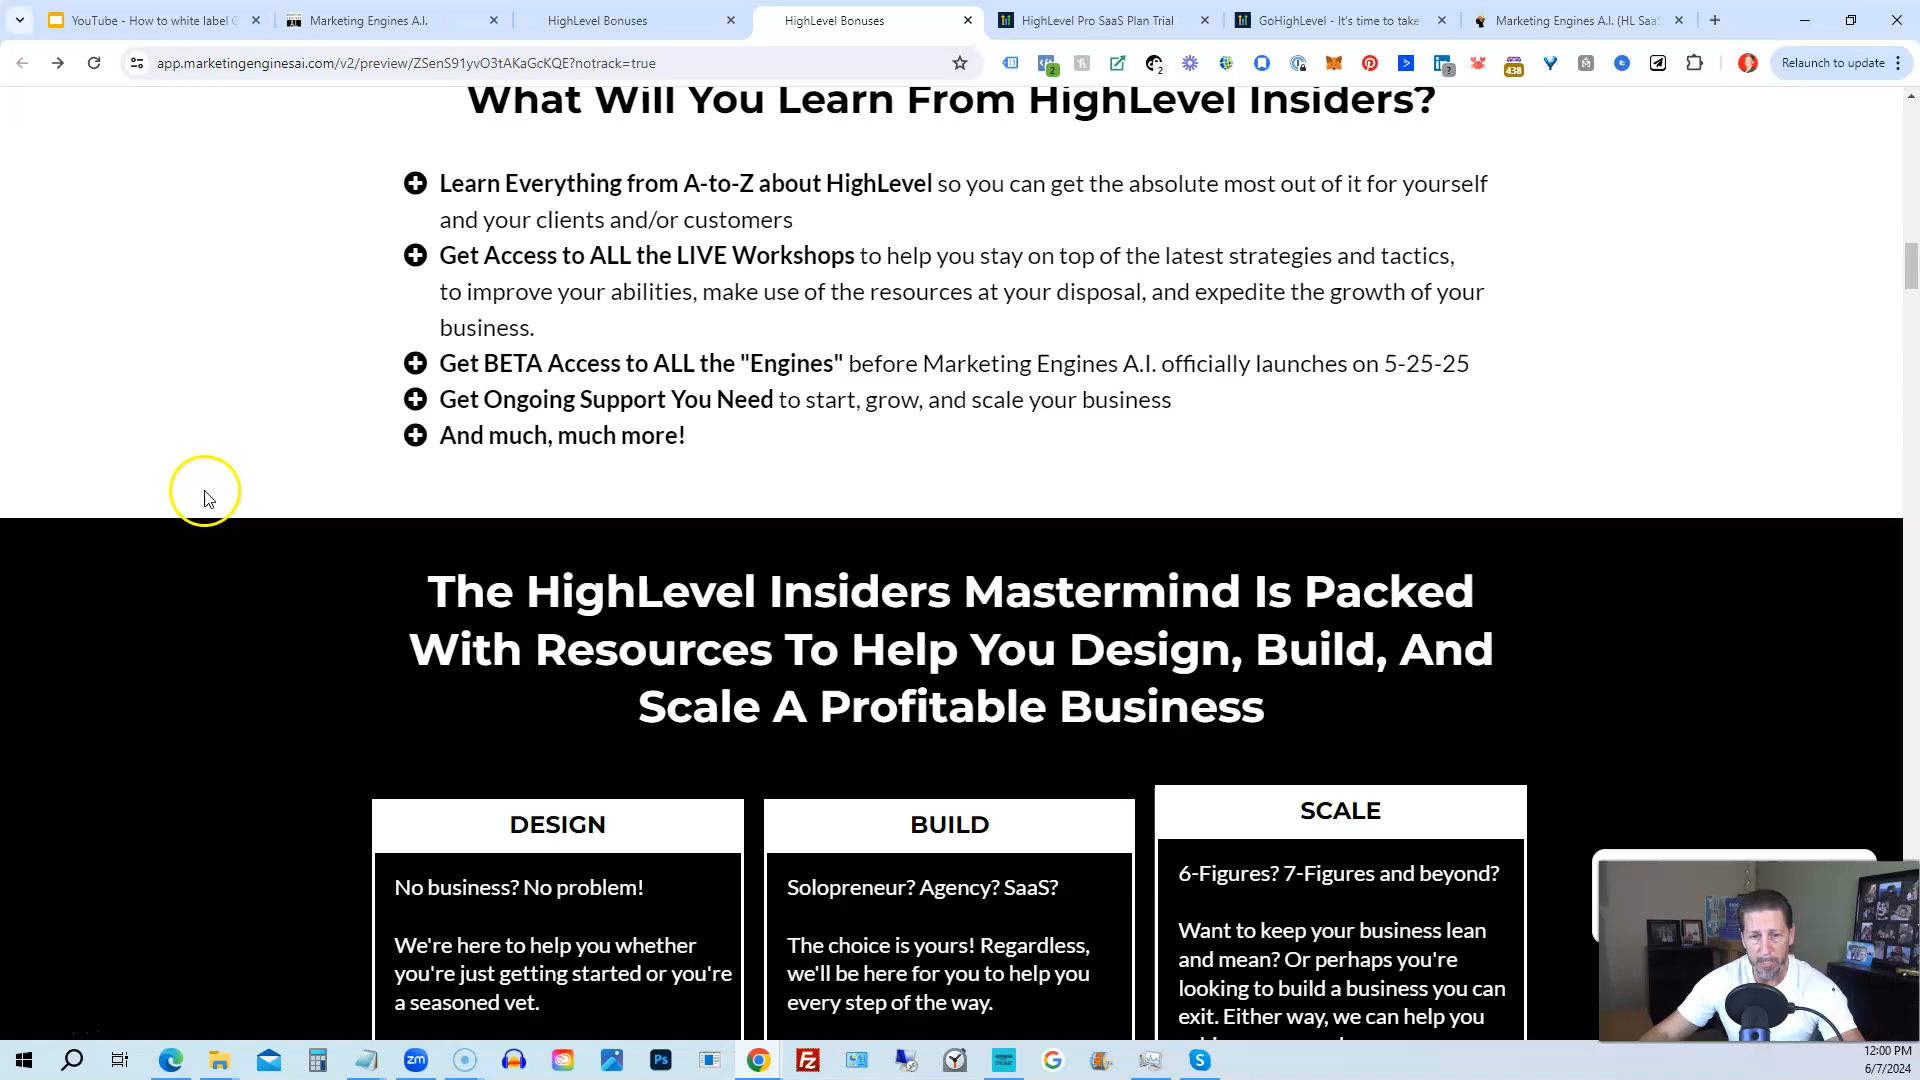 YouTube - How to white label G
Marketing Engines A.I.
HighLevel Bonuses
HighLevel Bonuses
HighLevel Pro SaaS Plan Trial
GoHighLevel - It's time to take
Marketing Engines A.I. (HL SaaS
app.marketingenginesai.com/v2/preview/ZSenS91yvO3tAKaGcKQE?notrack=true
2
2
?
438
Relaunch to update
What Will You Learn From HighLevel Insiders?
Learn Everything from A-to-Z about HighLevel so you can get the absolute most out of it for yourself
and your clients and/or customers
Get Access to ALL the LIVE Workshops to help you stay on top of the latest strategies and tactics,
to improve your abilities, make use of the resources at your disposal, and expedite the growth of your
business.
Get BETA Access to ALL the "Engines" before Marketing Engines A.I. officially launches on 5-25-25
Get Ongoing Support You Need to start, grow, and scale your business
And much, much more!
The HighLevel Insiders Mastermind Is Packed
With Resources To Help You Design, Build, And
Scale A Profitable Business
DESIGN
No business? No problem!
We're here to help you whether
you're just getting started or you're
a seasoned vet.
BUILD
Solopreneur? Agency? SaaS?
The choice is yours! Regardless,
we'll be here for you to help you
every step of the way.
SCALE
6-Figures? 7-Figures and beyond?
Want to keep your business lean
and mean? Or perhaps you're
looking to build a business you can
exit. Either way, we can help you
zm
Ps
Fz
amazon
music
G
S
12:00 PM
6/7/2024